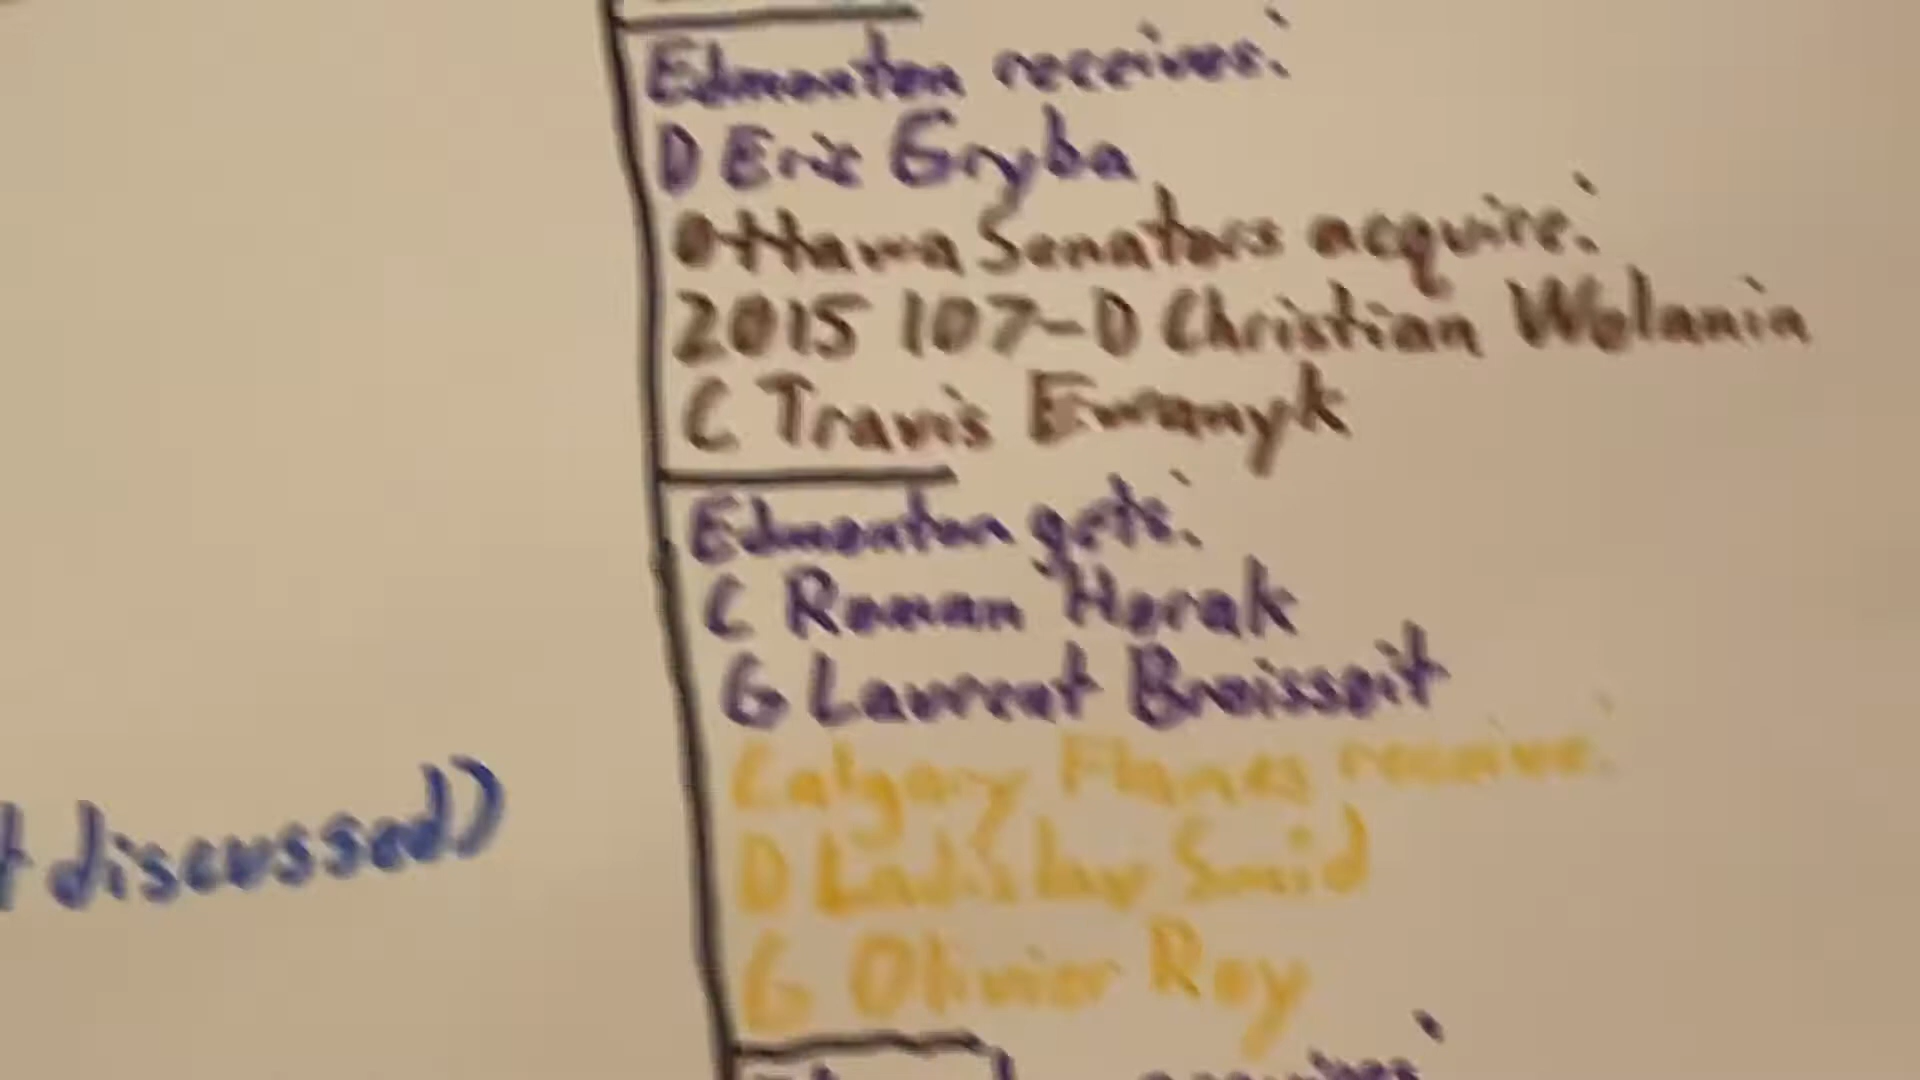 Edmonton receives:
D Eric Gryba
Ottawa Senators acquire:
2015 107-D Christian Wolanin
C Travis Ewanyk
Edmonton gets:
C Roman Horak
G Laurent Broissoit
Calgary Flames receive:
D Ladislav Smid
G Olivier Roy
discussed)